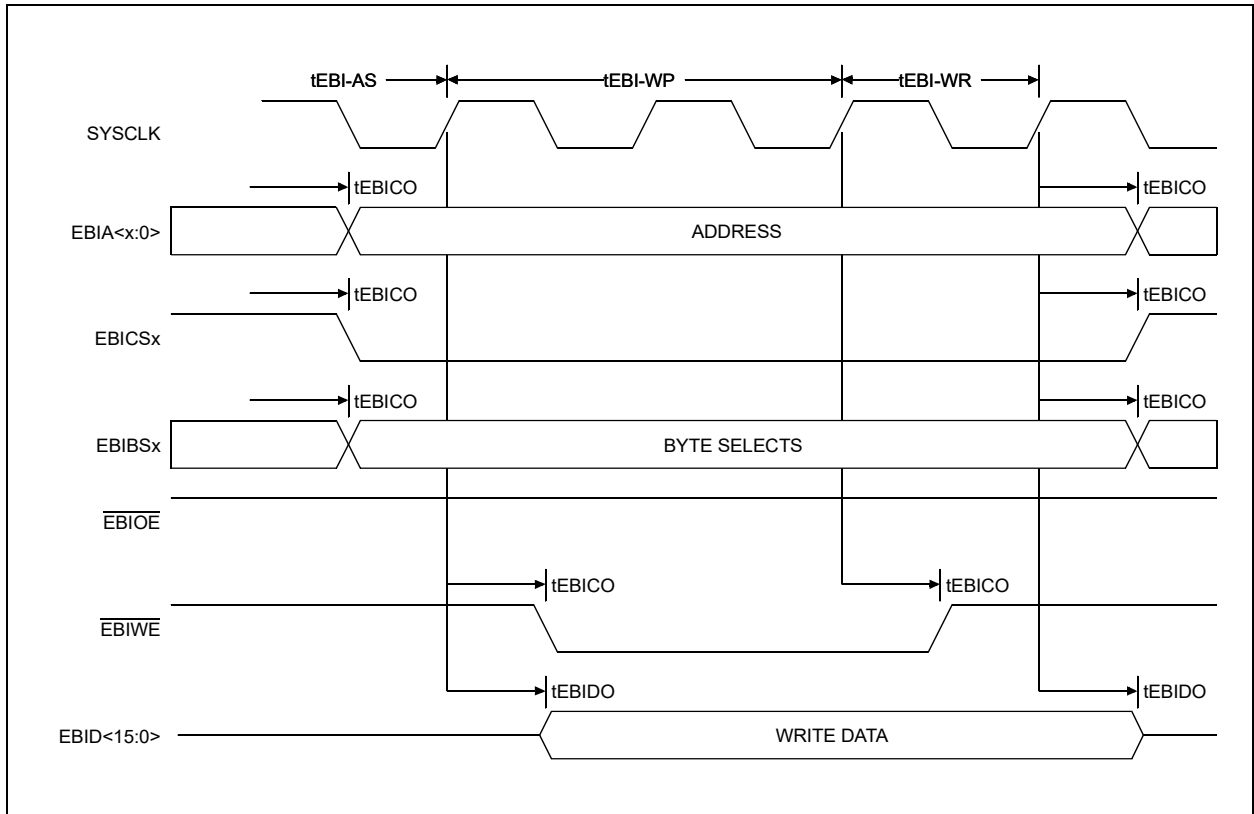 tEBI-AS tEBI-WP tEBI-WR
SYSCLK
tEBICO tEBICO
EBIA<x:0> ADDRESS
tEBICO tEBICO
EBICSx
tEBICO tEBICO
EBIBSx BYTE SELECTS
EBIOE
tEBICO tEBICO
EBIWE
tEBIDO tEBIDO
EBID<15:0> WRITE DATA